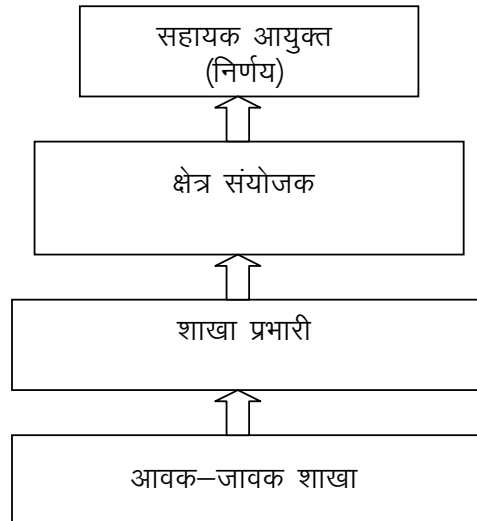 सहायक आयुक्त
(निर्णय)
क्षेत्र संयोजक
शाखा प्रभारी
आवक–जावक शाखा